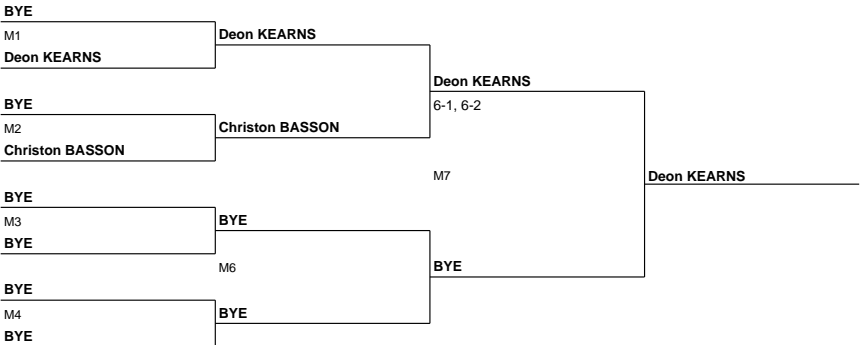 BYE
M1
Deon KEARNS
Deon KEARNS
Deon KEARNS
BYE
6-1, 6-2
M2
Christon BASSON
Christon BASSON
M7
Deon KEARNS
BYE
M3
BYE
BYE
M6
BYE
BYE
M4
BYE
BYE